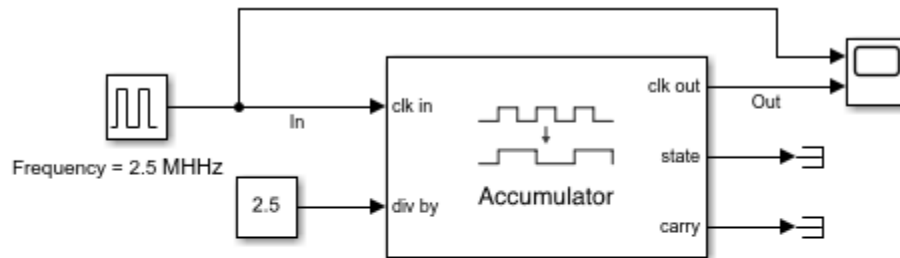 clk in
clk out
In
Out
Frequency = 2.5 MHHz
state
2.5
div by
Accumulator
carry